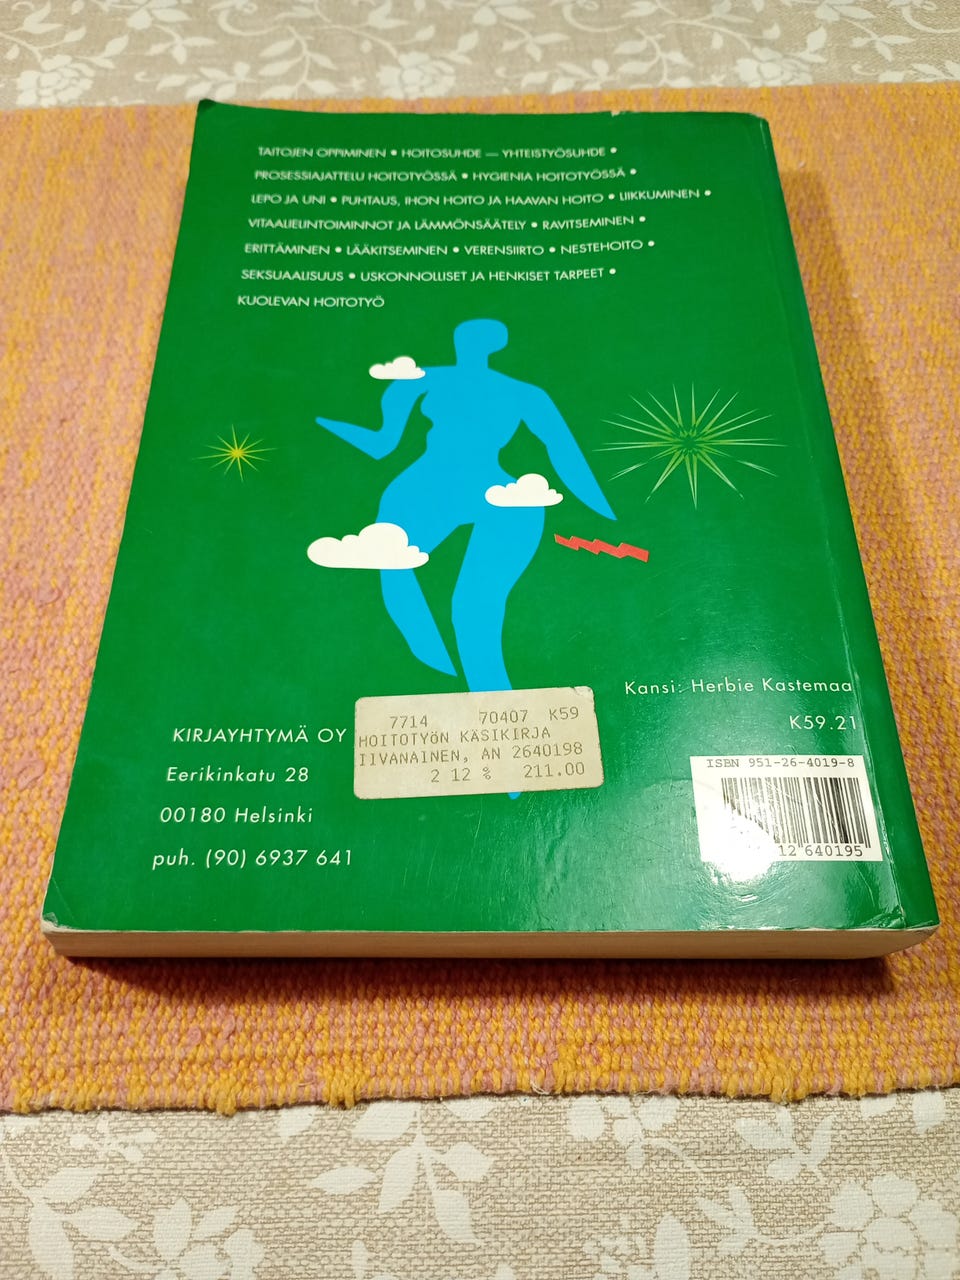 TAITOJEN OPPIMINEN • HOITOSUHDE — YHTEISTYÖSUHDE •
PROSESSIAJATTELU HOITOTYÖSSÄ • HYGIENIA HOITOTYÖSSÄ •
LEPO JA UNI • PUHTAUS, IHON HOITO JA HAAVAN HOITO • LIIKKUMINEN •
VITAALIELINTOIMINNOT JA LÄMMÖNSÄÄTELY • RAVITSEMINEN •
ERITTÄMINEN • LÄÄKITSEMINEN • VERENSIIRTO • NESTEHOITO •
SEKSUAALISUUS • USKONNOLLISET JA HENKISET TARPEET •
KUOLEVAN HOITOTYÖ
Kansi: Herbie Kastemaa
K59.21
KIRJAYHTYMÄ OY
Eerikinkatu 28
00180 Helsinki
puh. (90) 6937 641
7714 70407 K59
HOITOTYÖN KÄSIKIRJA
IIVANAINEN, AN 2640198
2 12 % 211.00
ISBN 951-26-4019-8
12 640195